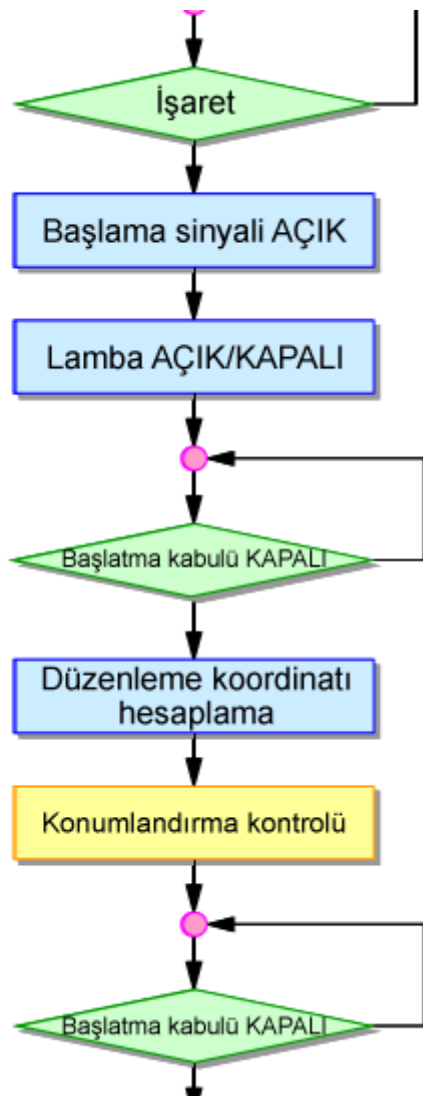 İşaret
Başlama sinyali AÇIK
Lamba AÇIK/KAPALI
Başlatma kabulü KAPALI
Düzenleme koordinatı
hesaplama
Konumlandırma kontrolü
Başlatma kabulü KAPALI